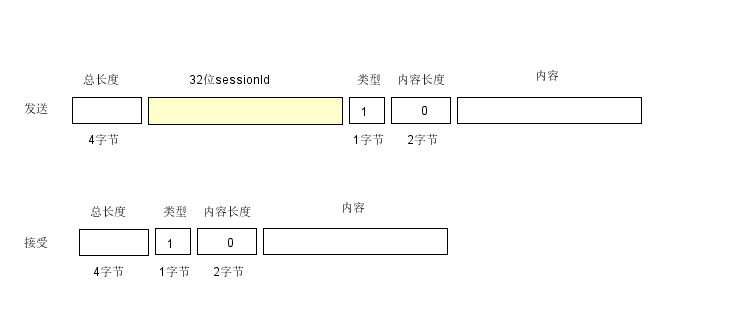 总长度 32位sessionId 类型 内容长度 内容
发送 1 0
4字节 1字节 2字节
总长度 类型 内容长度 内容
接受 1 0
4字节 1字节 2字节